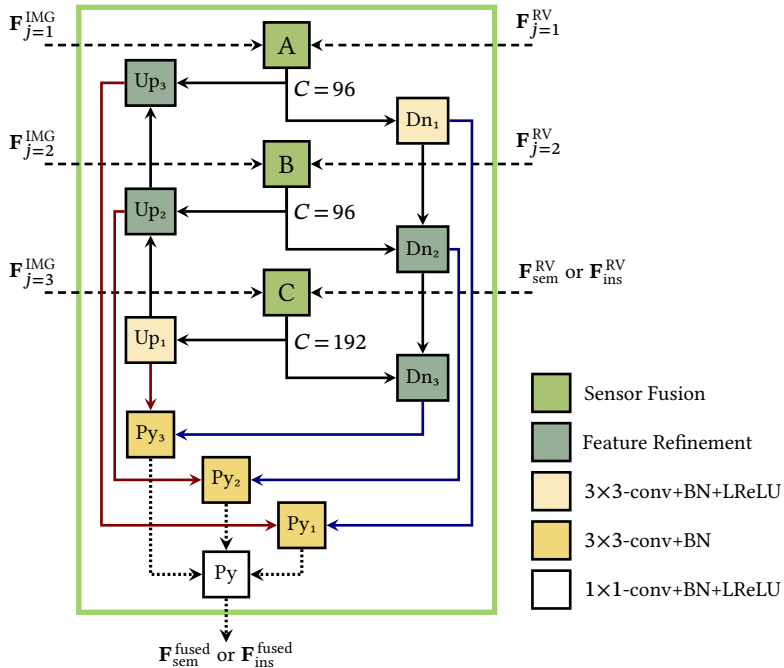 F^IMG_j=1
A
F^RV_j=1
Up₃
C = 96
Dn₁
F^IMG_j=2
B
F^RV_j=2
Up₂
C = 96
Dn₂
F^IMG_j=3
C
F^RV_sem or F^RV_ins
Up₁
C = 192
Dn₃
Py₃
Py₂
Py₁
Py
F^fused_sem or F^fused_ins
Sensor Fusion
Feature Refinement
3×3-conv+BN+LReLU
3×3-conv+BN
1×1-conv+BN+LReLU